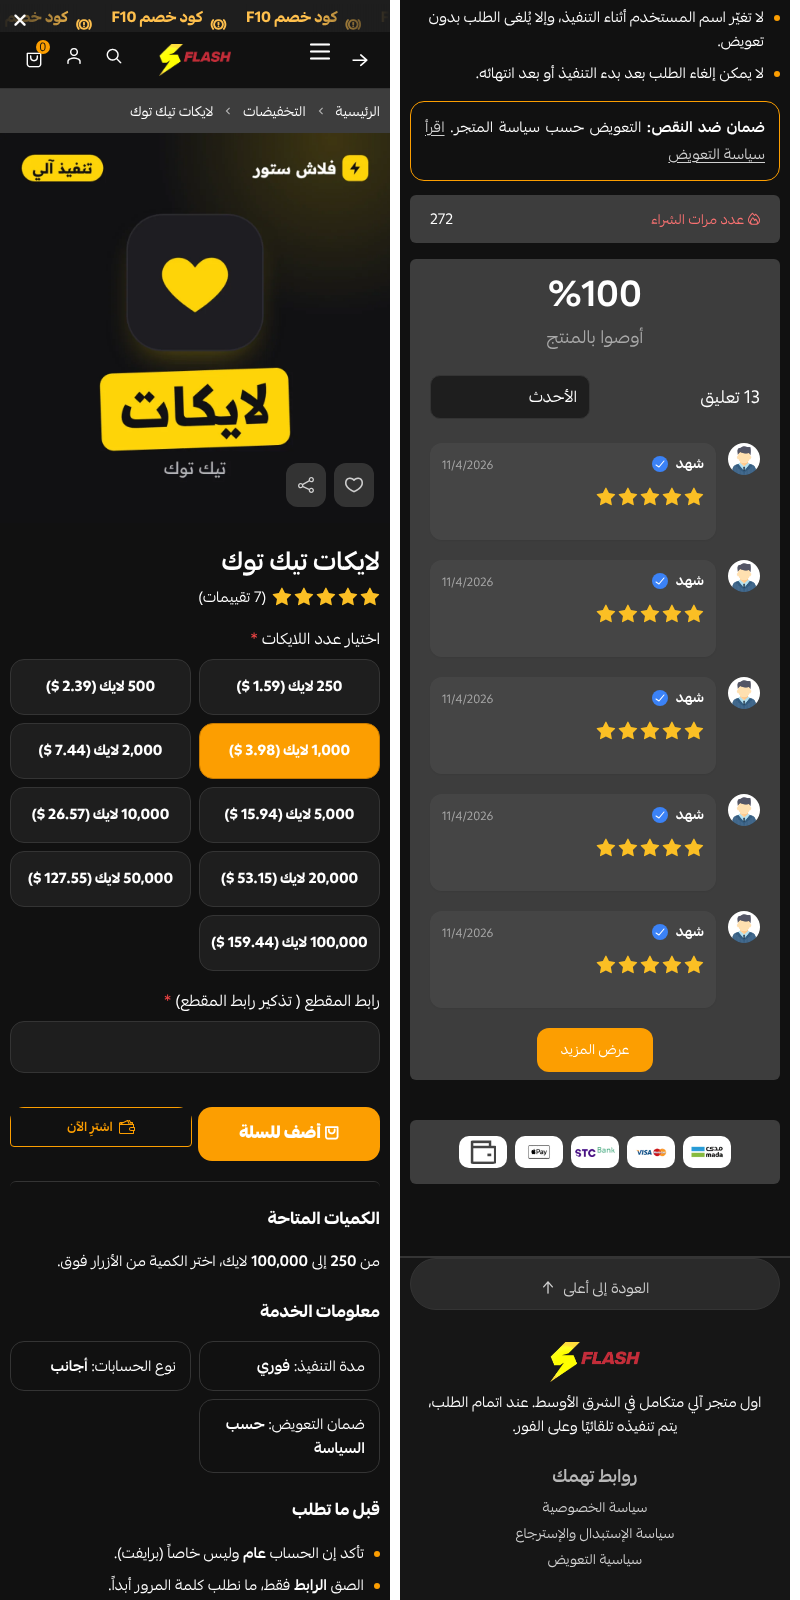 كود خصم F10
كود خصم F10
كود خصم
0
FLASH
الرئيسية
التخفيضات
لايكات تيك توك
فلاش ستور
تنفيذ آلي
لايكات
تيك توك
لايكات تيك توك
(7 تقييمات)
اختيار عدد اللايكات *
250 لايك (1.59 $)
500 لايك (2.39 $)
1,000 لايك (3.98 $)
2,000 لايك (7.44 $)
5,000 لايك (15.94 $)
10,000 لايك (26.57 $)
20,000 لايك (53.15 $)
50,000 لايك (127.55 $)
100,000 لايك (159.44 $)
رابط المقطع ( تذكير رابط المقطع) *
أضف للسلة
اشترِ الآن
الكميات المتاحة
من 250 إلى 100,000 لايك، اختر الكمية من الأزرار فوق.
معلومات الخدمة
مدة التنفيذ: فوري
نوع الحسابات: أجانب
ضمان التعويض: حسب
السياسة
قبل ما تطلب
تأكد إن الحساب عام وليس خاصاً (برايفت).
الصق الرابط فقط، ما نطلب كلمة المرور أبداً.
لا تغيّر اسم المستخدم أثناء التنفيذ، وإلا يُلغى الطلب بدون
تعويض.
لا يمكن إلغاء الطلب بعد بدء التنفيذ أو بعد انتهائه.
ضمان ضد النقص: التعويض حسب سياسة المتجر. اقرأ
سياسة التعويض
عدد مرات الشراء
272
%100
أوصوا بالمنتج
13 تعليق
الأحدث
شهد
11/4/2026
شهد
11/4/2026
شهد
11/4/2026
شهد
11/4/2026
شهد
11/4/2026
عرض المزيد
مدى mada
VISA
STC Bank
Pay
العودة إلى أعلى
FLASH
اول متجر آلي متكامل في الشرق الأوسط. عند اتمام الطلب،
يتم تنفيذه تلقائيًا وعلى الفور.
روابط تهمك
سياسة الخصوصية
سياسة الإستبدال والإسترجاع
سياسية التعويض